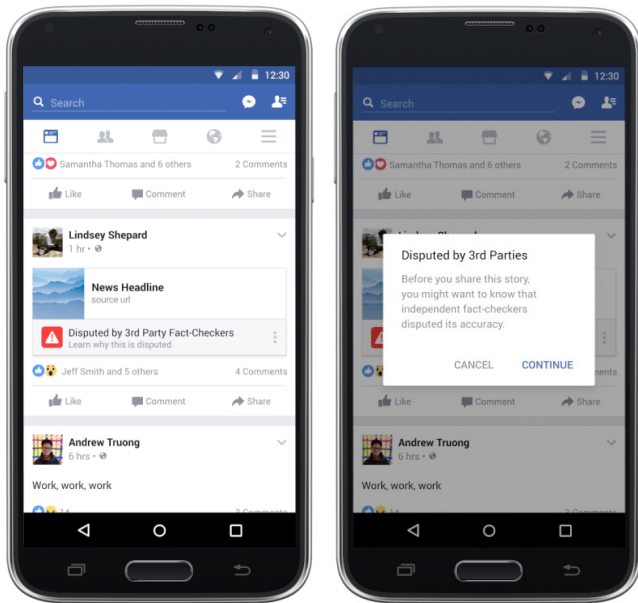 12:30
Search
Samantha Thomas and 6 others 2 Comments
Like Comment Share
Lindsey Shepard
1 hr
News Headline
source url
Disputed by 3rd Party Fact-Checkers
Learn why this is disputed
Jeff Smith and 5 others 4 Comments
Like Comment Share
Andrew Truong
6 hrs
Work, work, work
14 3 Comments
12:30
Search
Samantha Thomas and 6 others 2 Comments
Like Comment Share
Lindsey Shepard
Disputed by 3rd Parties
Before you share this story,
you might want to know that
independent fact-checkers
disputed its accuracy.
CANCEL CONTINUE
Like Comment Share
Andrew Truong
6 hrs
Work, work, work